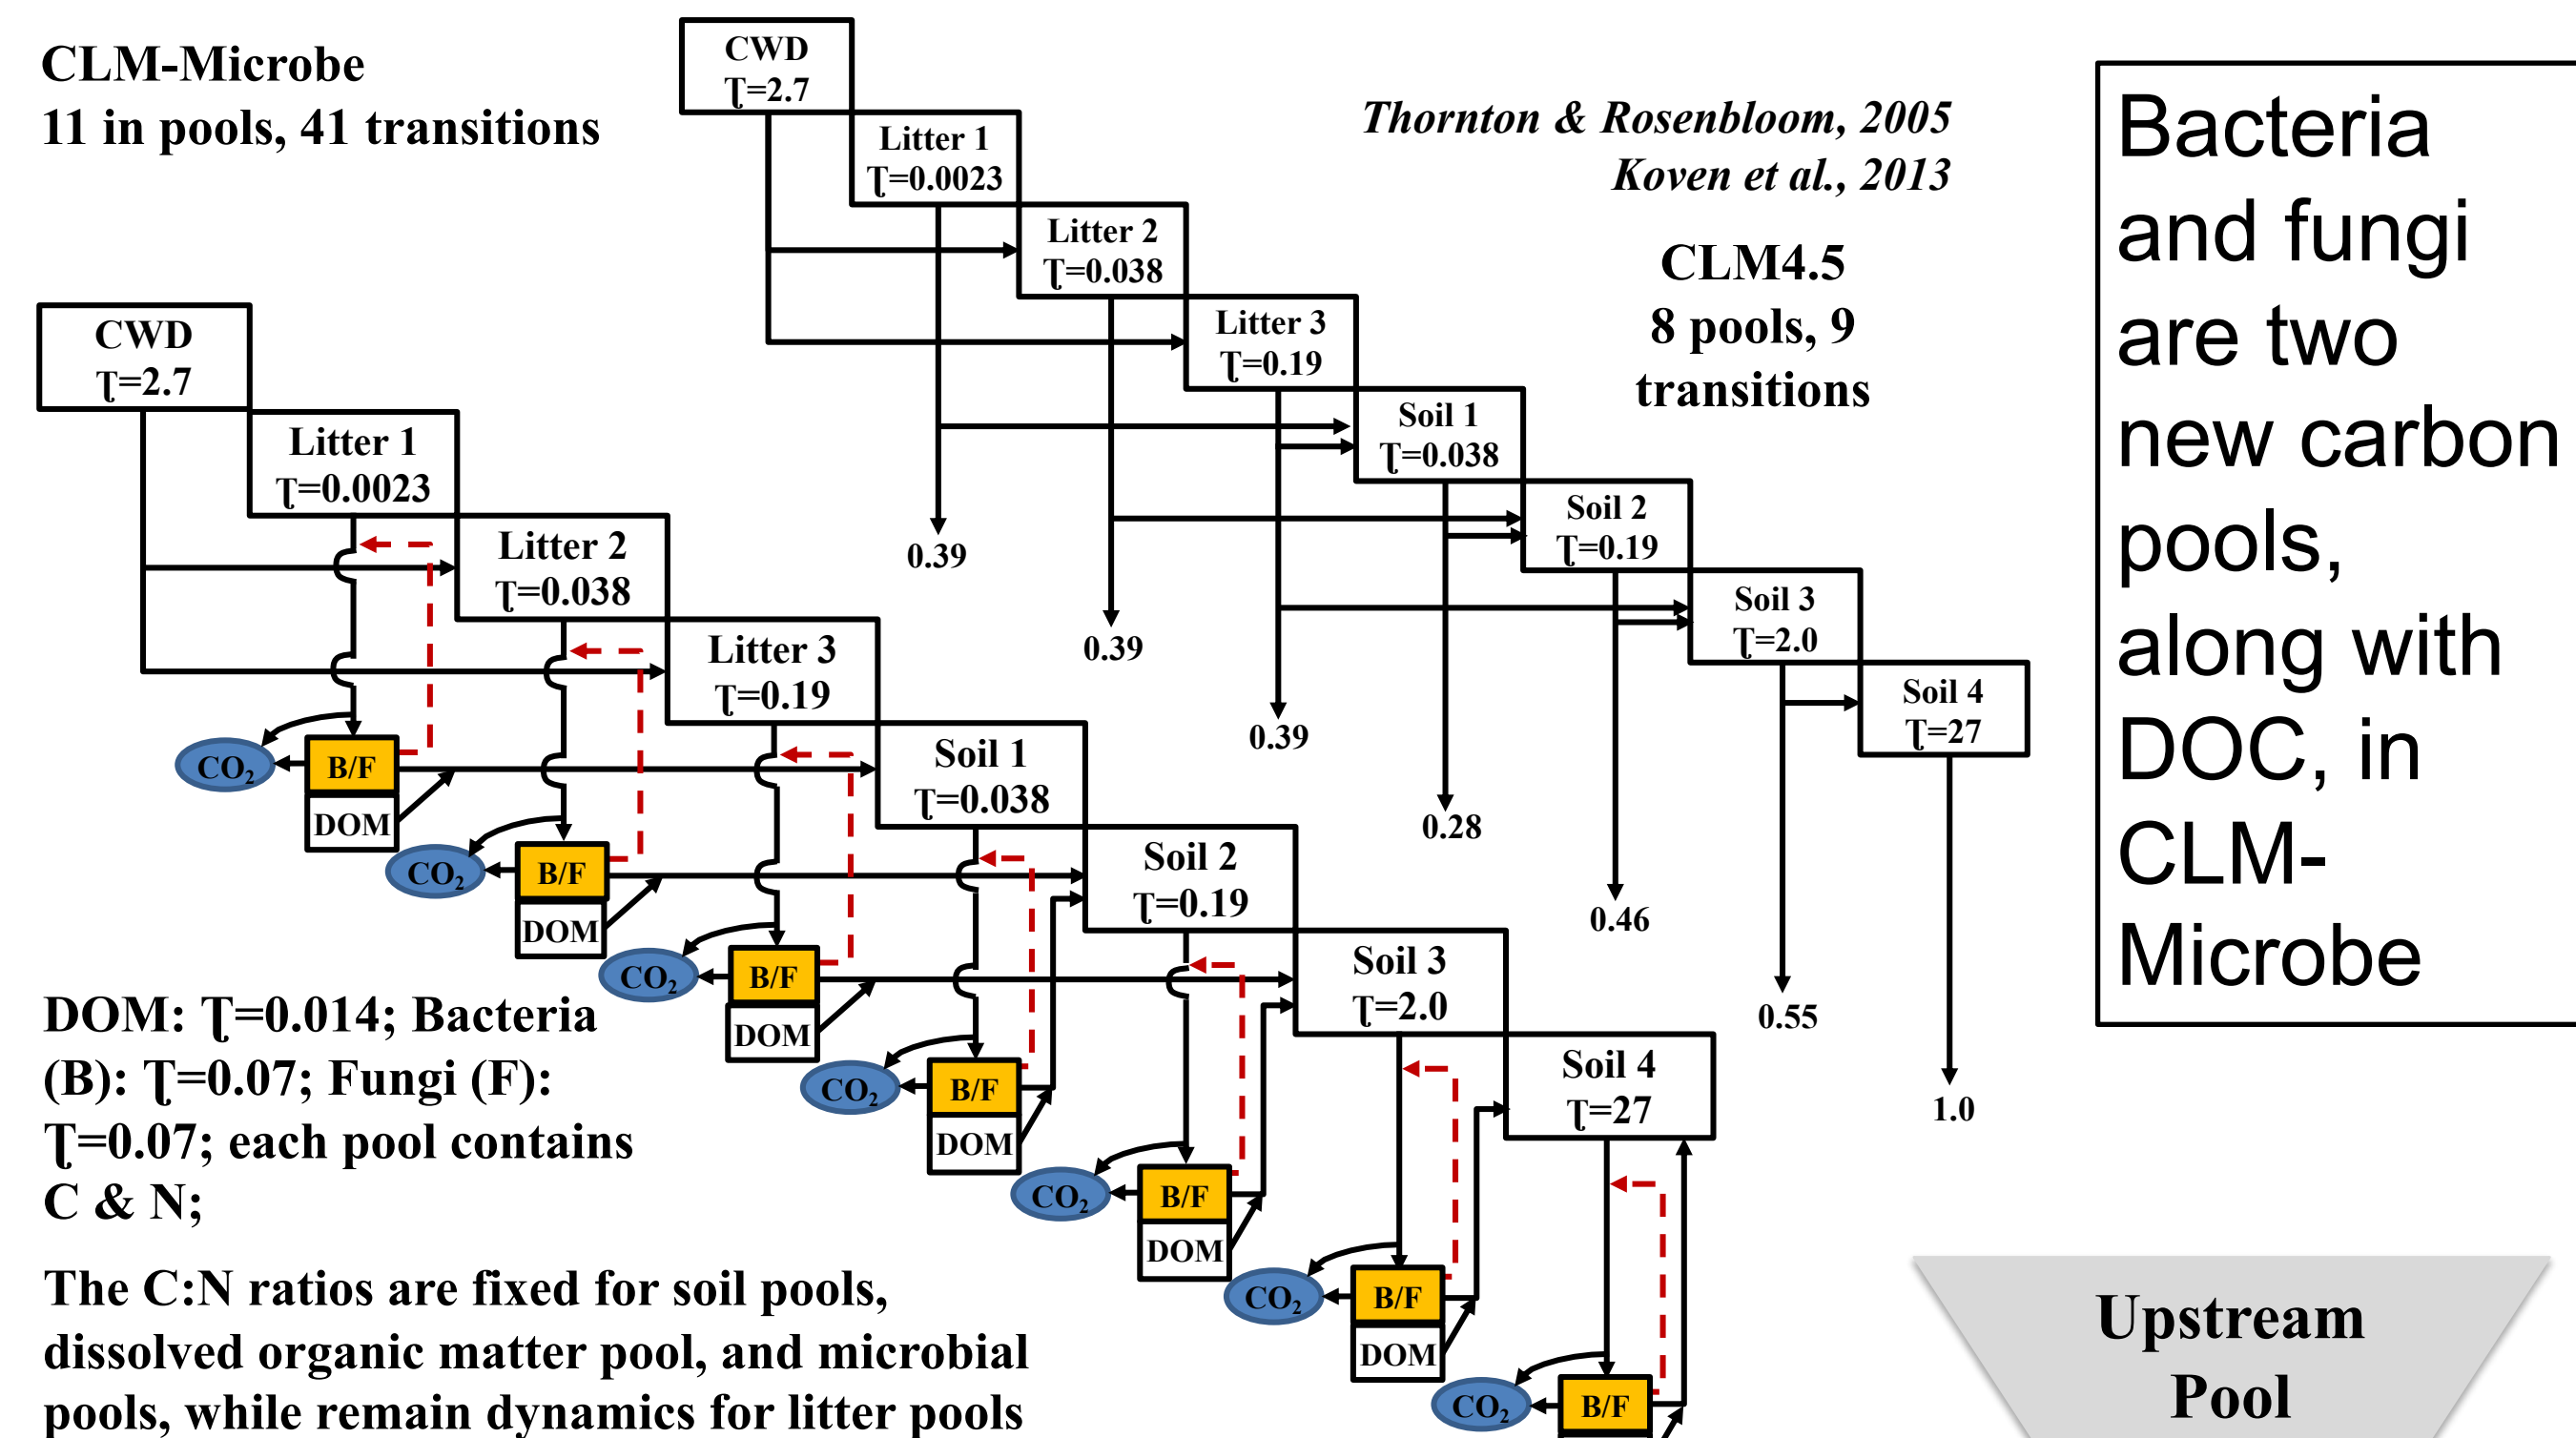 CLM-Microbe
11 in pools, 41 transitions
CWD
Ʈ=2.7
Litter 1
Ʈ=0.0023
Litter 2
Ʈ=0.038
Litter 3
Ʈ=0.19
Soil 1
Ʈ=0.038
Soil 2
Ʈ=0.19
Soil 3
Ʈ=2.0
Soil 4
Ʈ=27
0.39
0.39
0.39
0.28
0.46
0.55
1.0
Thornton & Rosenbloom, 2005
Koven et al., 2013
CLM4.5
8 pools, 9
transitions
Bacteria
and fungi
are two
new carbon
pools,
along with
DOC, in
CLM-
Microbe
CWD
Ʈ=2.7
Litter 1
Ʈ=0.0023
Litter 2
Ʈ=0.038
Litter 3
Ʈ=0.19
Soil 1
Ʈ=0.038
Soil 2
Ʈ=0.19
Soil 3
Ʈ=2.0
Soil 4
Ʈ=27
CO₂
B/F
DOM
CO₂
B/F
DOM
CO₂
B/F
DOM
CO₂
B/F
DOM
CO₂
B/F
DOM
CO₂
B/F
DOM
CO₂
B/F
DOM: Ʈ=0.014; Bacteria
(B): Ʈ=0.07; Fungi (F):
Ʈ=0.07; each pool contains
C & N;
The C:N ratios are fixed for soil pools,
dissolved organic matter pool, and microbial
pools, while remain dynamics for litter pools
Upstream
Pool